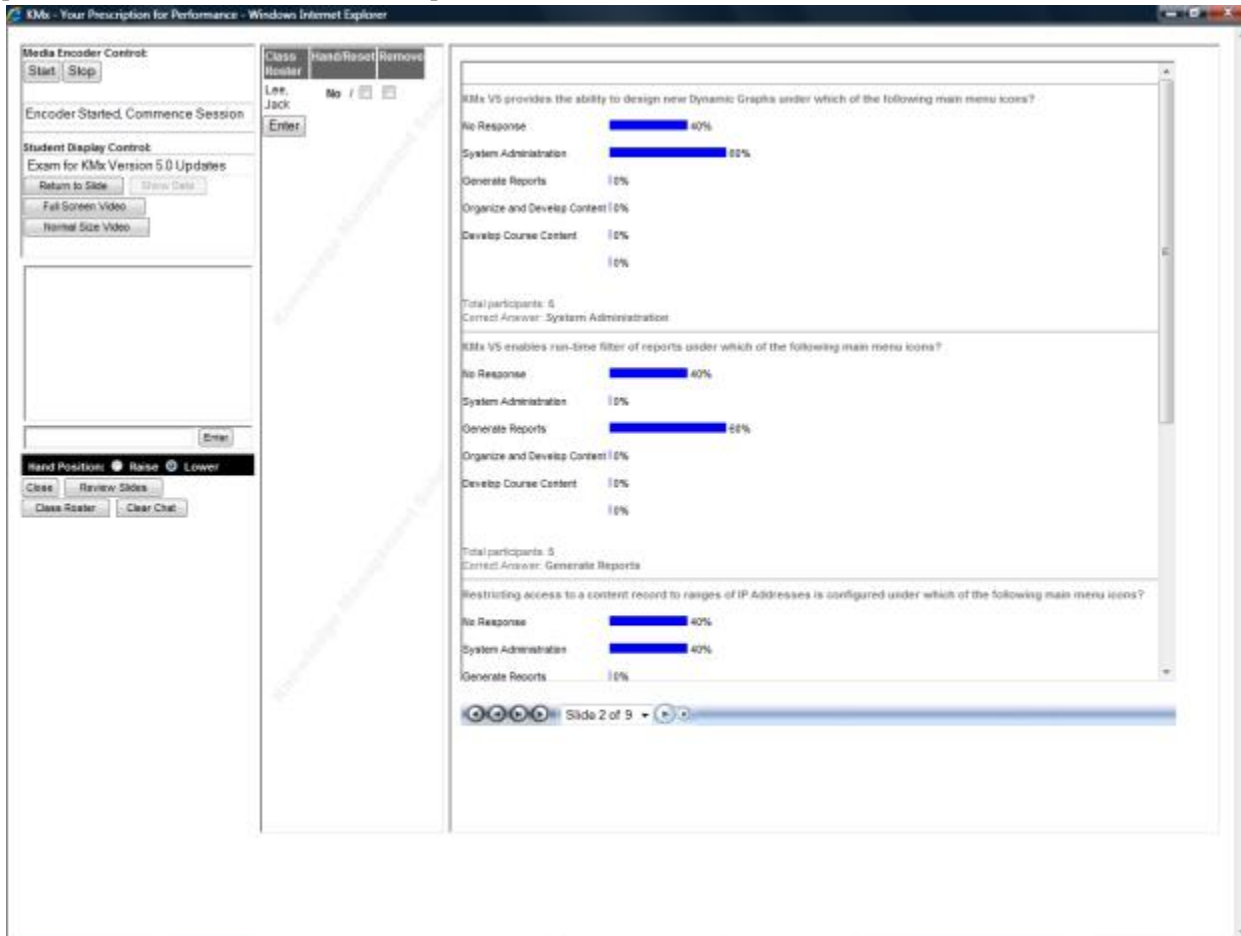 KMx - Your Prescription for Performance - Windows Internet Explorer
Media Encoder Control:
Start Stop
Encoder Started, Commence Session
Student Display Control:
Exam for KMx Version 5.0 Updates
Return to Slide Show Data
Full Screen Video
Normal Size Video
Enter
Hand Position: Raise Lower
Close Review Slides
Class Roster Clear Chat
Class Roster Hand/Reset Remove
Lee, Jack No /
Enter
KMx V5 provides the ability to design new Dynamic Graphs under which of the following main menu icons?
No Response 40%
System Administration 60%
Generate Reports 0%
Organize and Develop Content 0%
Develop Course Content 0%
0%
Total participants: 5
Correct Answer: System Administration
KMx V5 enables run-time filter of reports under which of the following main menu icons?
No Response 40%
System Administration 0%
Generate Reports 60%
Organize and Develop Content 0%
Develop Course Content 0%
0%
Total participants: 5
Correct Answer: Generate Reports
Restricting access to a content record to ranges of IP Addresses is configured under which of the following main menu icons?
No Response 40%
System Administration 40%
Generate Reports 0%
Slide 2 of 9